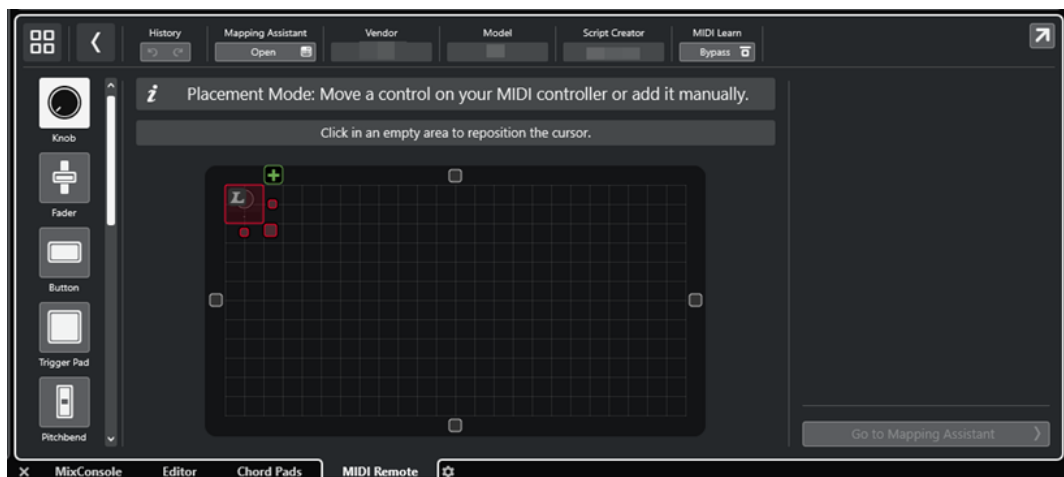 History
Mapping Assistant
Vendor
Model
Script Creator
MIDI Learn
Open
Bypass
i Placement Mode: Move a control on your MIDI controller or add it manually.
Click in an empty area to reposition the cursor.
Knob
L
Fader
Button
Trigger Pad
Pitchbend
Go to Mapping Assistant
MixConsole
Editor
Chord Pads
MIDI Remote